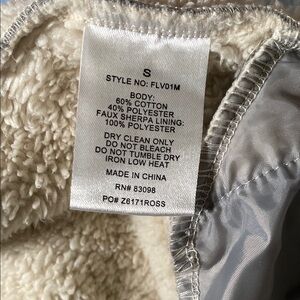 S
STYLE NO: FLV01M
BODY:
60% COTTON
40% POLYESTER
FAUX SHERPA LINING:
100% POLYESTER
DRY CLEAN ONLY
DO NOT BLEACH
DO NOT TUMBLE DRY
IRON LOW HEAT
MADE IN CHINA
RN# 83098
PO# Z6171ROSS